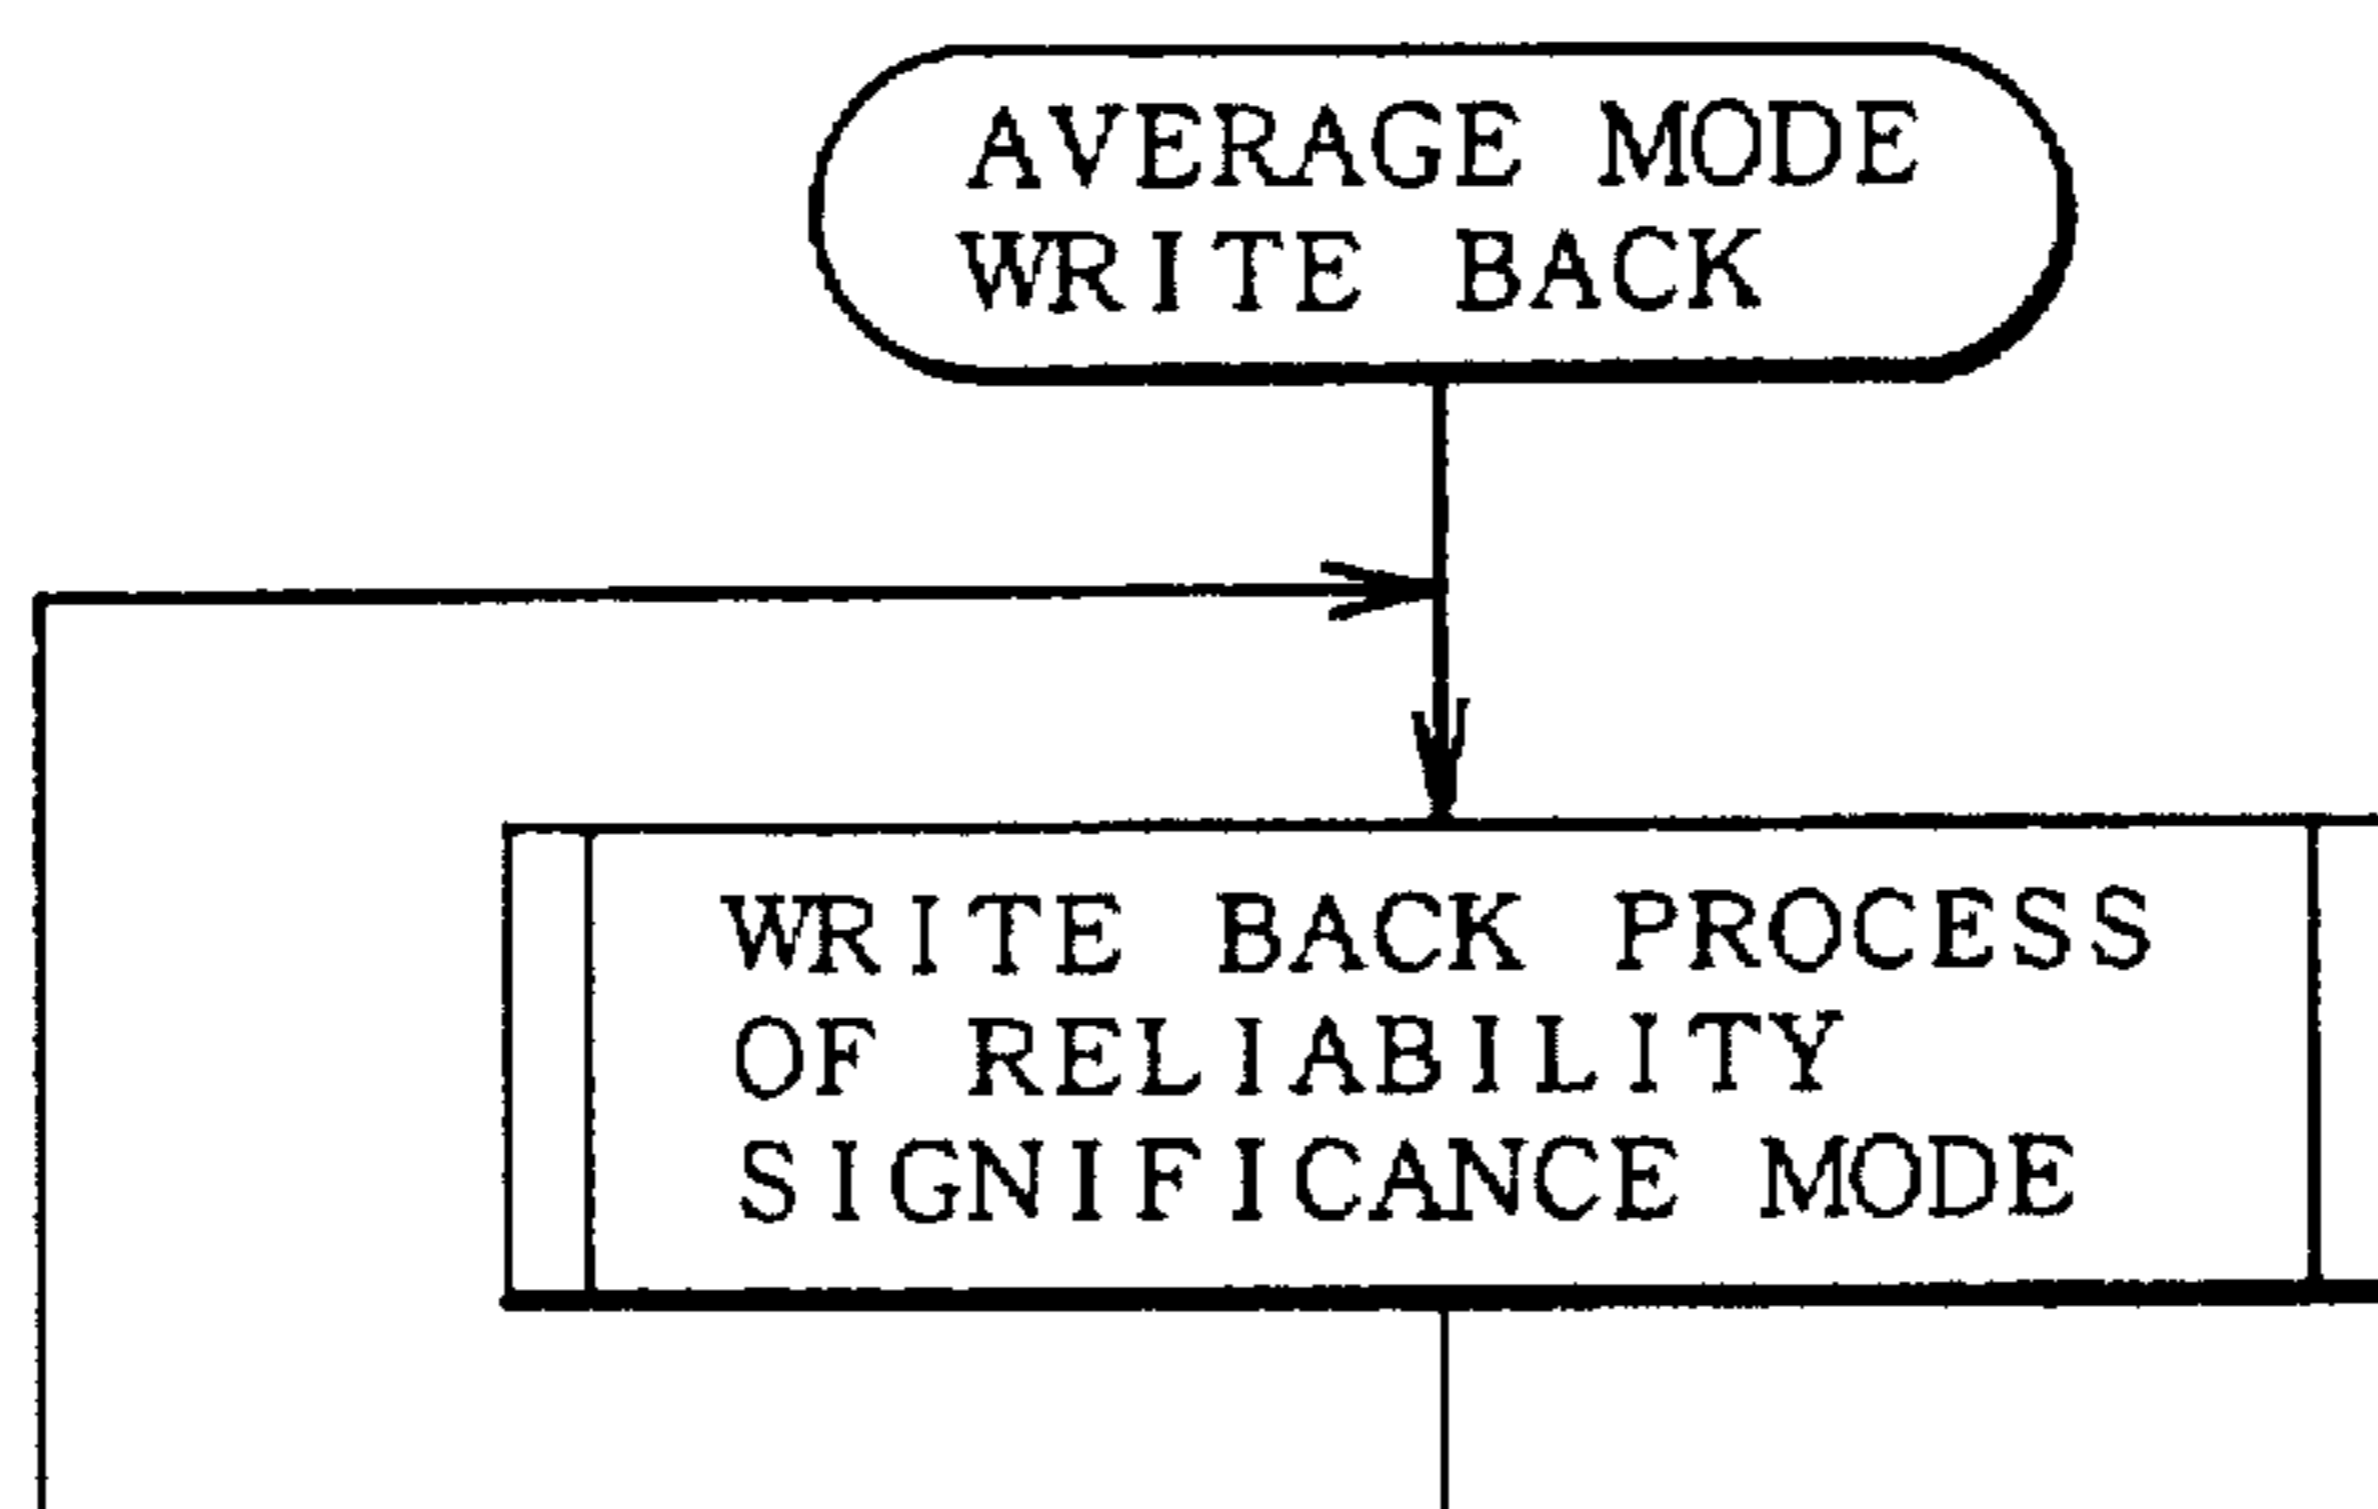 AVERAGE MODE
WRITE BACK
WRITE BACK PROCESS
OF RELIABILITY
SIGNIFICANCE MODE